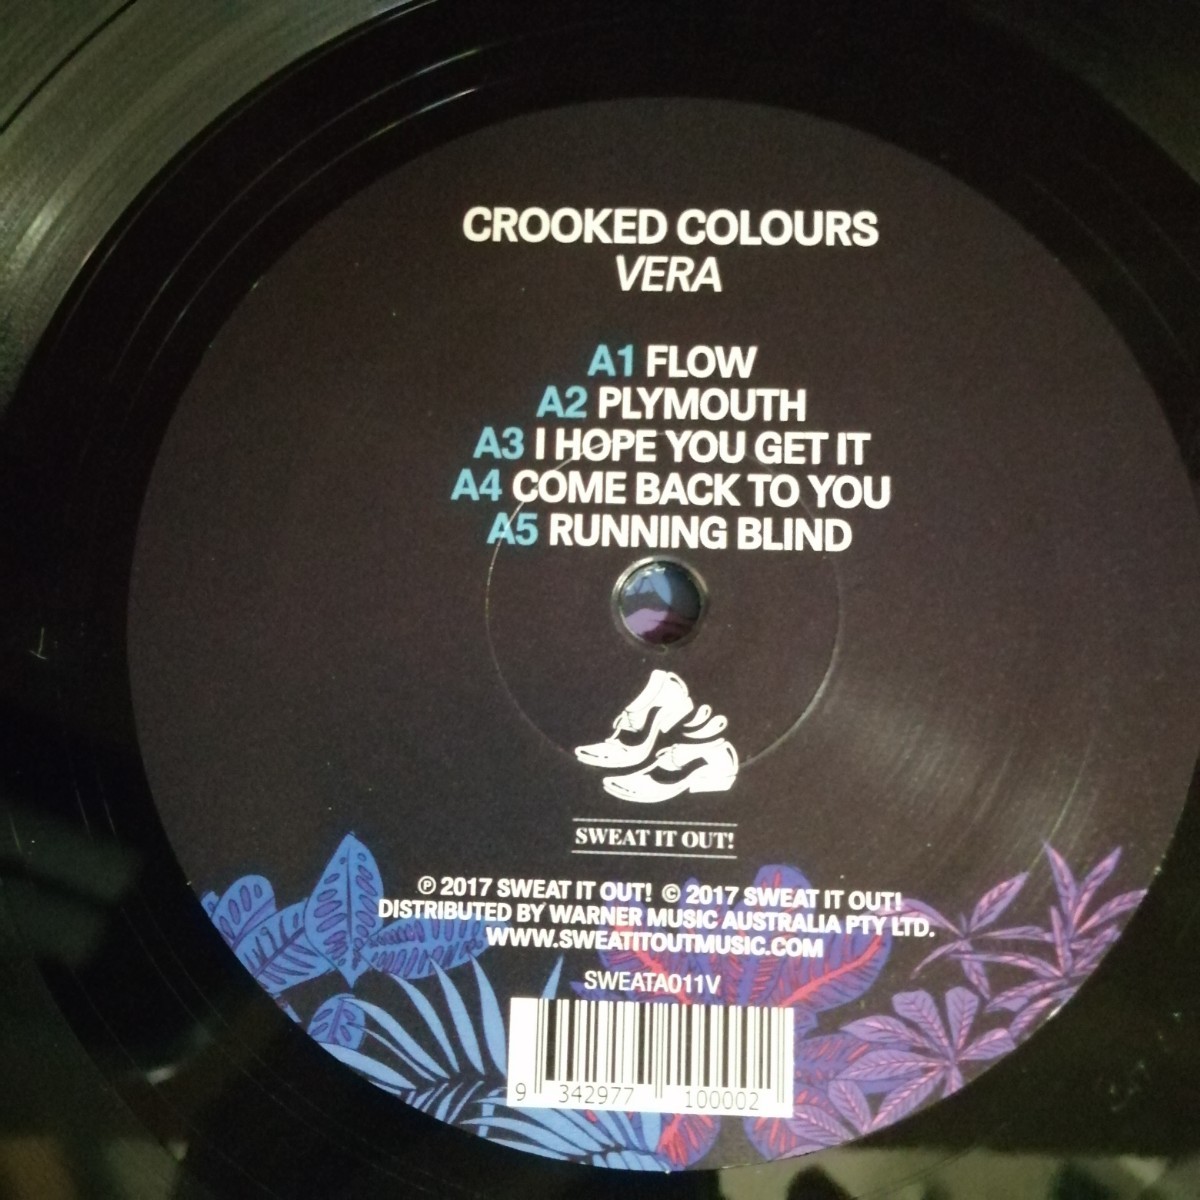 CROOKED COLOURS
VERA
A1 FLOW
A2 PLYMOUTH
A3 I HOPE YOU GET IT
A4 COME BACK TO YOU
A5 RUNNING BLIND
SWEAT IT OUT!
℗ 2017 SWEAT IT OUT! © 2017 SWEAT IT OUT!
DISTRIBUTED BY WARNER MUSIC AUSTRALIA PTY LTD.
WWW.SWEATITOUTMUSIC.COM
SWEATA011V
9 342977 100002